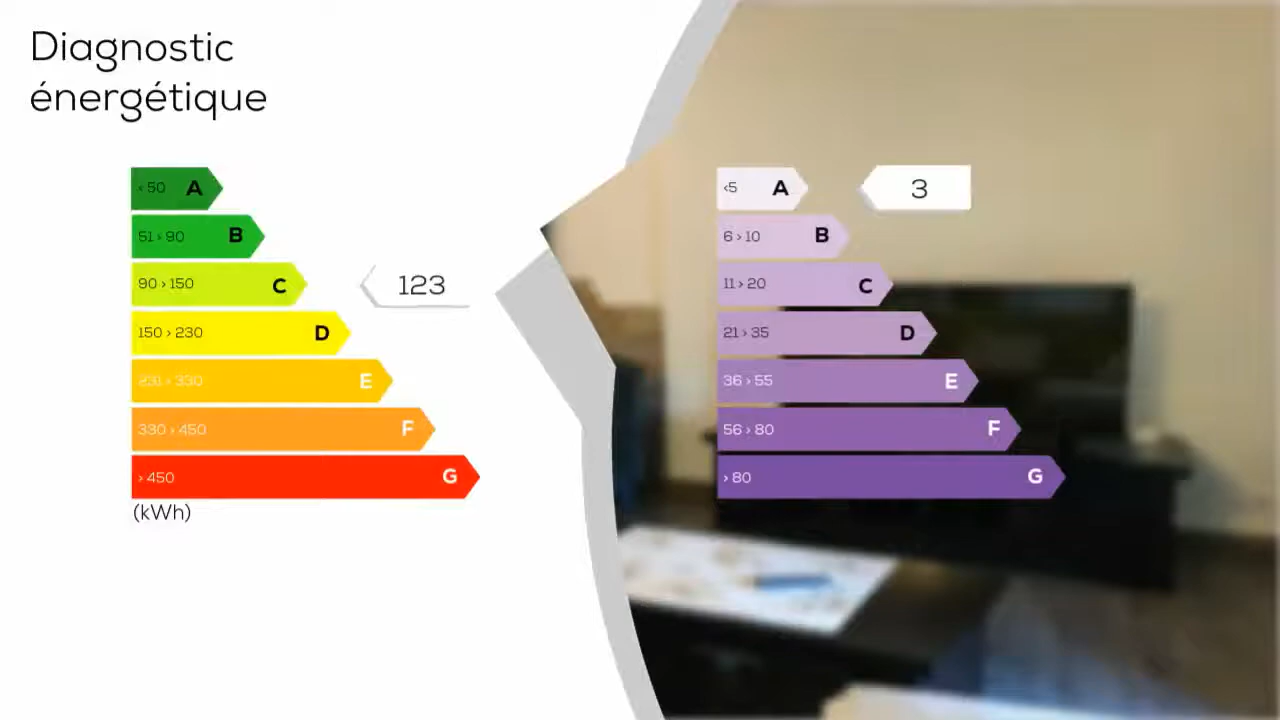 Diagnostic
énergétique
< 50 A
51 > 90 B
90 > 150 C
123
150 > 230 D
231 > 330 E
330 > 450 F
> 450 G
(kWh)
<5 A
3
6 > 10 B
11 > 20 C
21 > 35 D
36 > 55 E
56 > 80 F
> 80 G